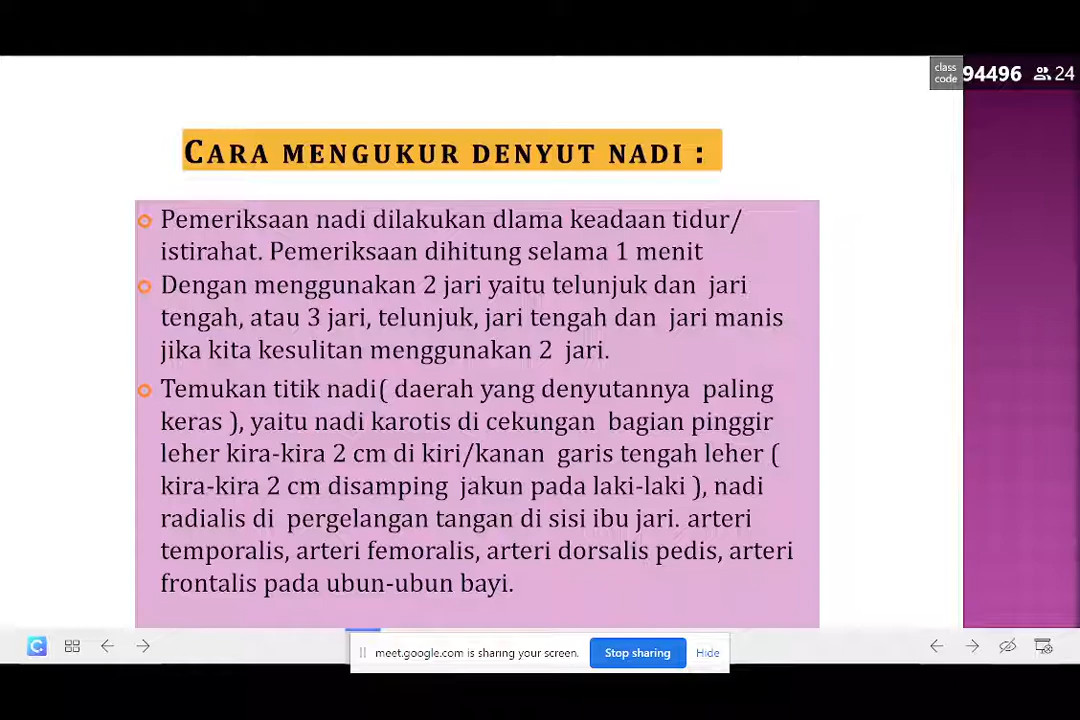 class
code
94496
24
CARA MENGUKUR DENYUT NADI :
Pemeriksaan nadi dilakukan dlama keadaan tidur/
istirahat. Pemeriksaan dihitung selama 1 menit
Dengan menggunakan 2 jari yaitu telunjuk dan jari
tengah, atau 3 jari, telunjuk, jari tengah dan jari manis
jika kita kesulitan menggunakan 2 jari.
Temukan titik nadi( daerah yang denyutannya paling
keras ), yaitu nadi karotis di cekungan bagian pinggir
leher kira-kira 2 cm di kiri/kanan garis tengah leher (
kira-kira 2 cm disamping jakun pada laki-laki ), nadi
radialis di pergelangan tangan di sisi ibu jari. arteri
temporalis, arteri femoralis, arteri dorsalis pedis, arteri
frontalis pada ubun-ubun bayi.
meet.google.com is sharing your screen. Stop sharing Hide